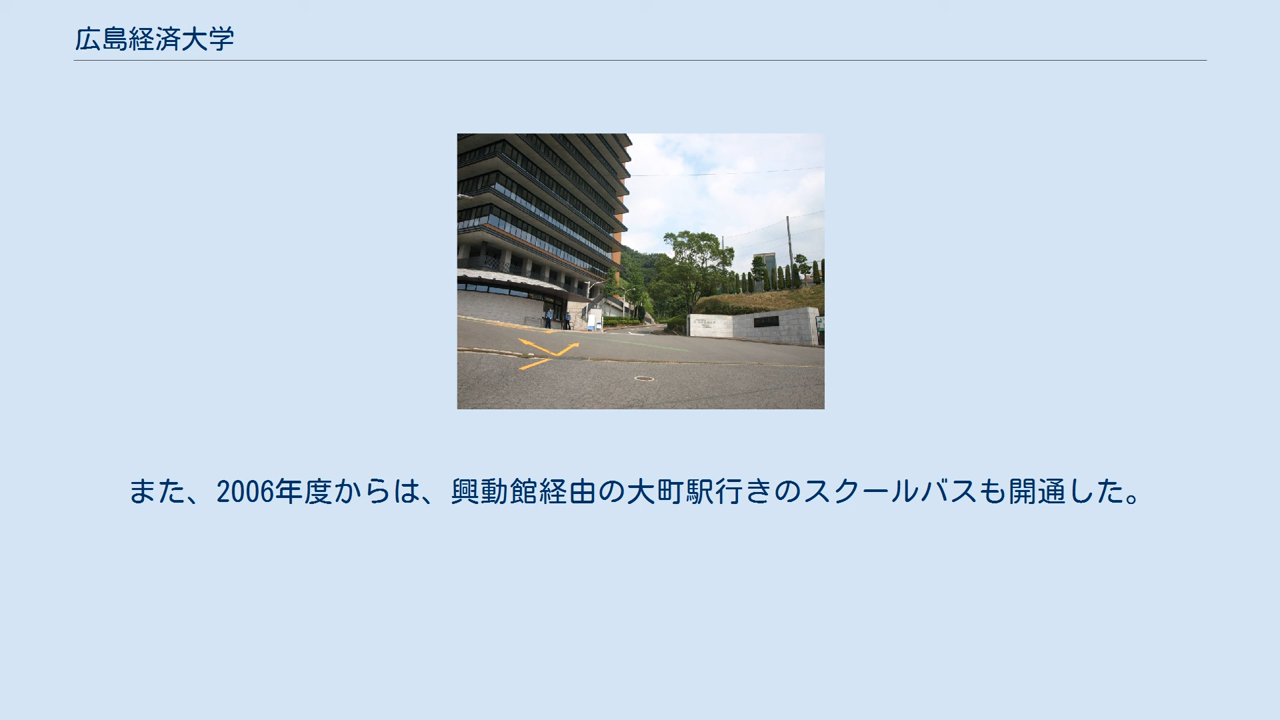 広島経済大学
また、2006年度からは、興動館経由の大町駅行きのスクールバスも開通した。